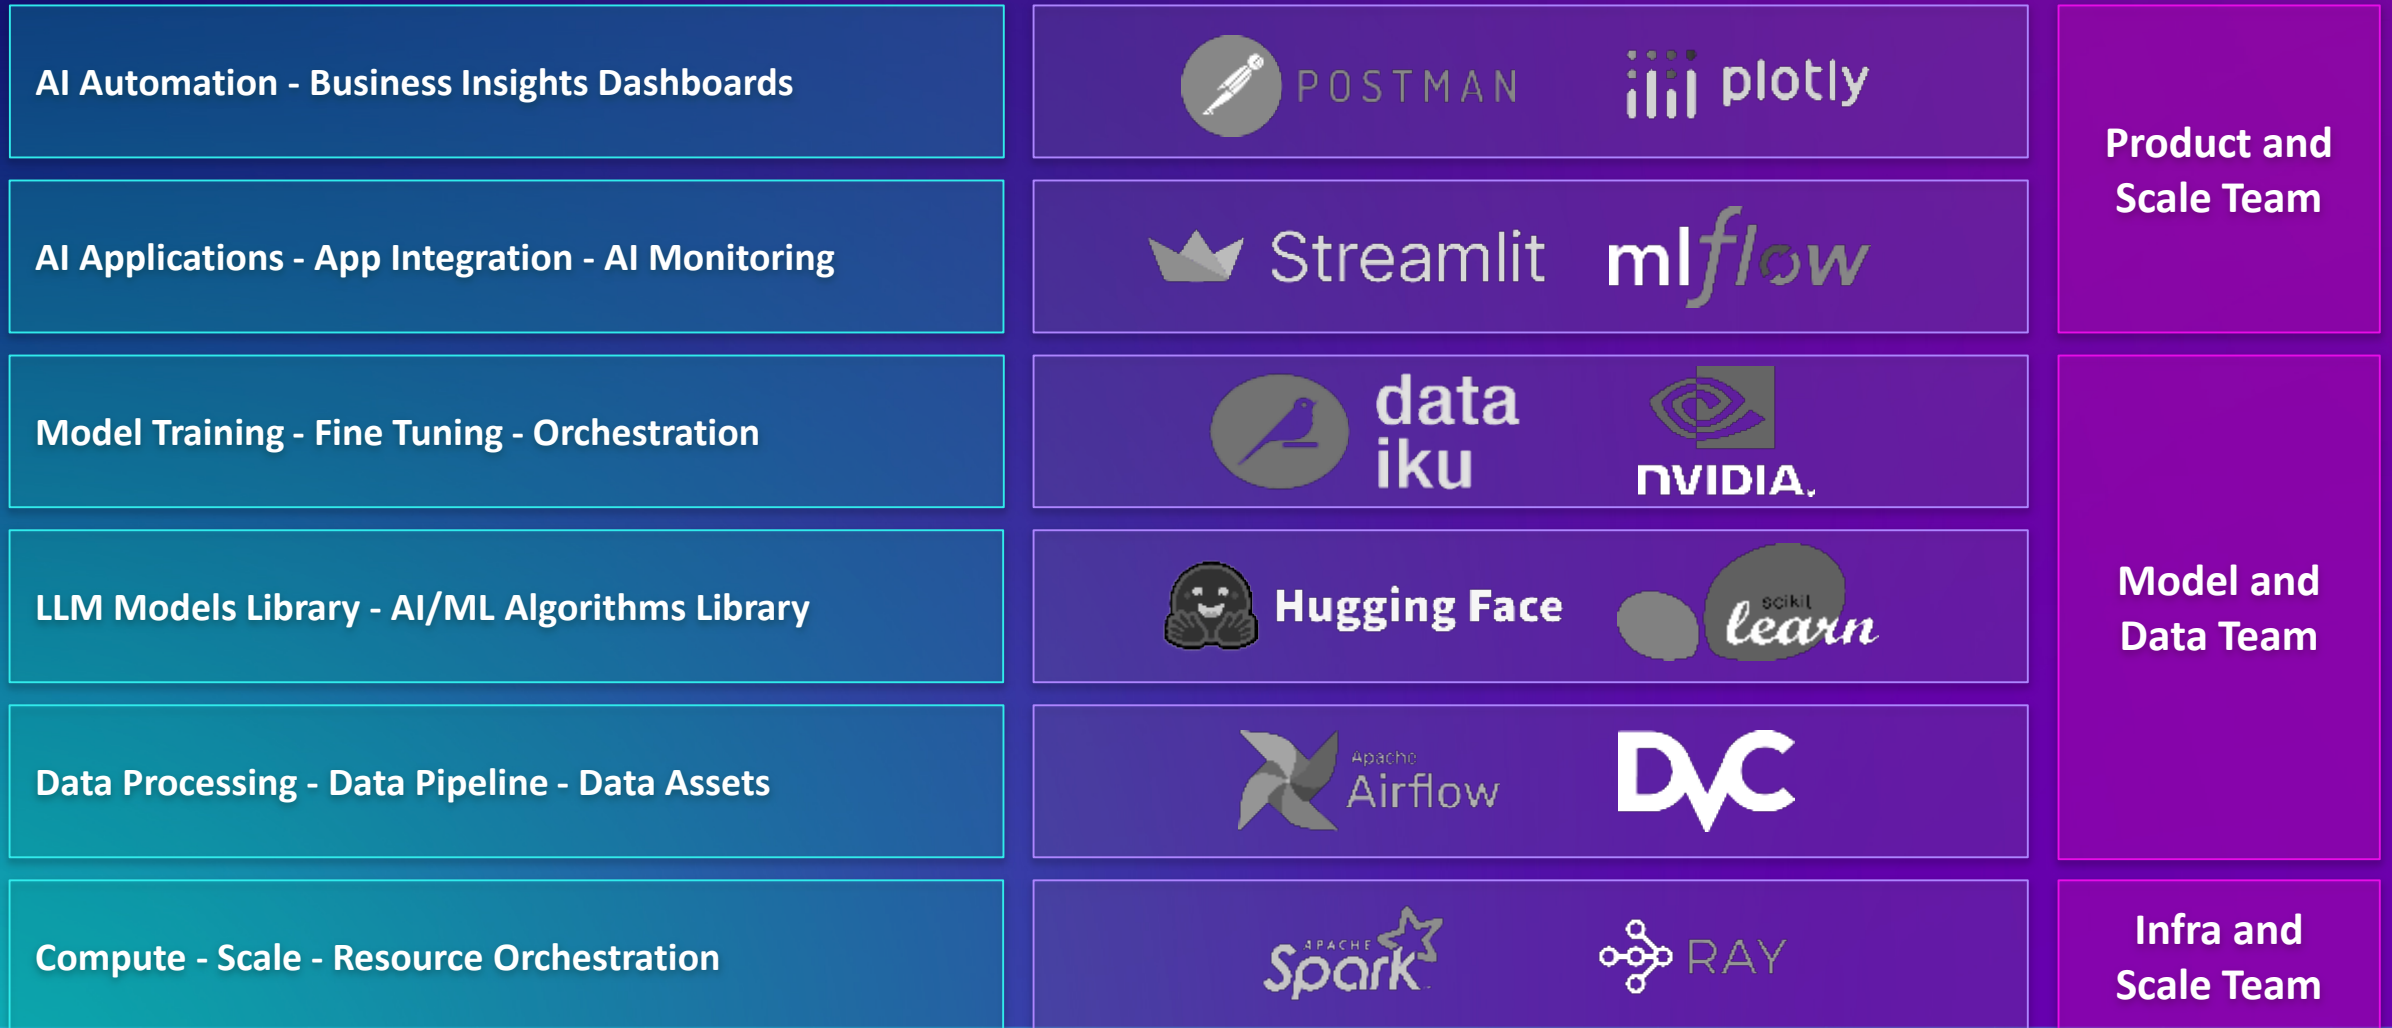 AI Automation - Business Insights Dashboards
POSTMAN
plotly
Product and
Scale Team
AI Applications - App Integration - AI Monitoring
Streamlit
mlflow
Model Training - Fine Tuning - Orchestration
data
iku
NVIDIA.
LLM Models Library - AI/ML Algorithms Library
Hugging Face
scikit
learn
Model and
Data Team
Data Processing - Data Pipeline - Data Assets
Apache
Airflow
DVC
Compute - Scale - Resource Orchestration
APACHE
Spark
RAY
Infra and
Scale Team